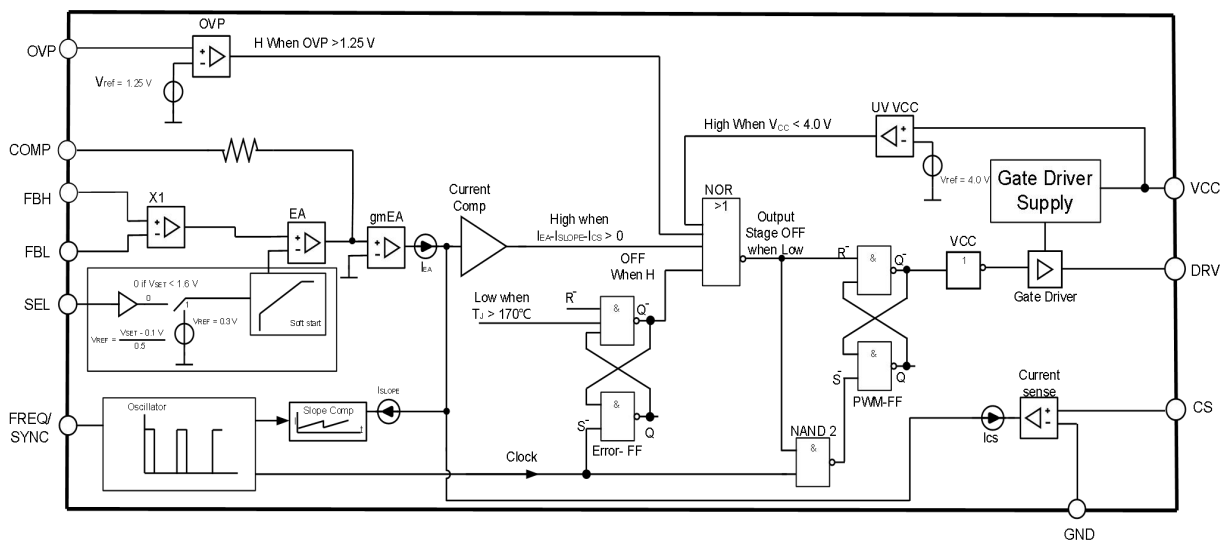 OVP
OVP
H When OVP >1.25 V
Vref = 1.25 V
UV VCC
High When VCC < 4.0 V
Vref = 4.0 V
Gate Driver
Supply
VCC
COMP
FBH
X1
FBL
EA
gmEA
IEA
Current
Comp
High when
IEA-ISLOPE-ICS > 0
NOR
>1
Output
Stage OFF
when Low
OFF
When H
R-
&
Q-
VCC
1
Gate Driver
DRV
SEL
0 if VSET < 1.6 V
0
1
VREF = 0.3 V
VREF = VSET – 0.1 V
0.5
Soft start
Low when
TJ > 170℃
R-
&
Q-
&
S-
Q
Error- FF
&
S-
Q
PWM-FF
FREQ/
SYNC
Oscillator
Slope Comp
I
t
ISLOPE
Clock
NAND 2
&
Current
sense
Ics
CS
GND